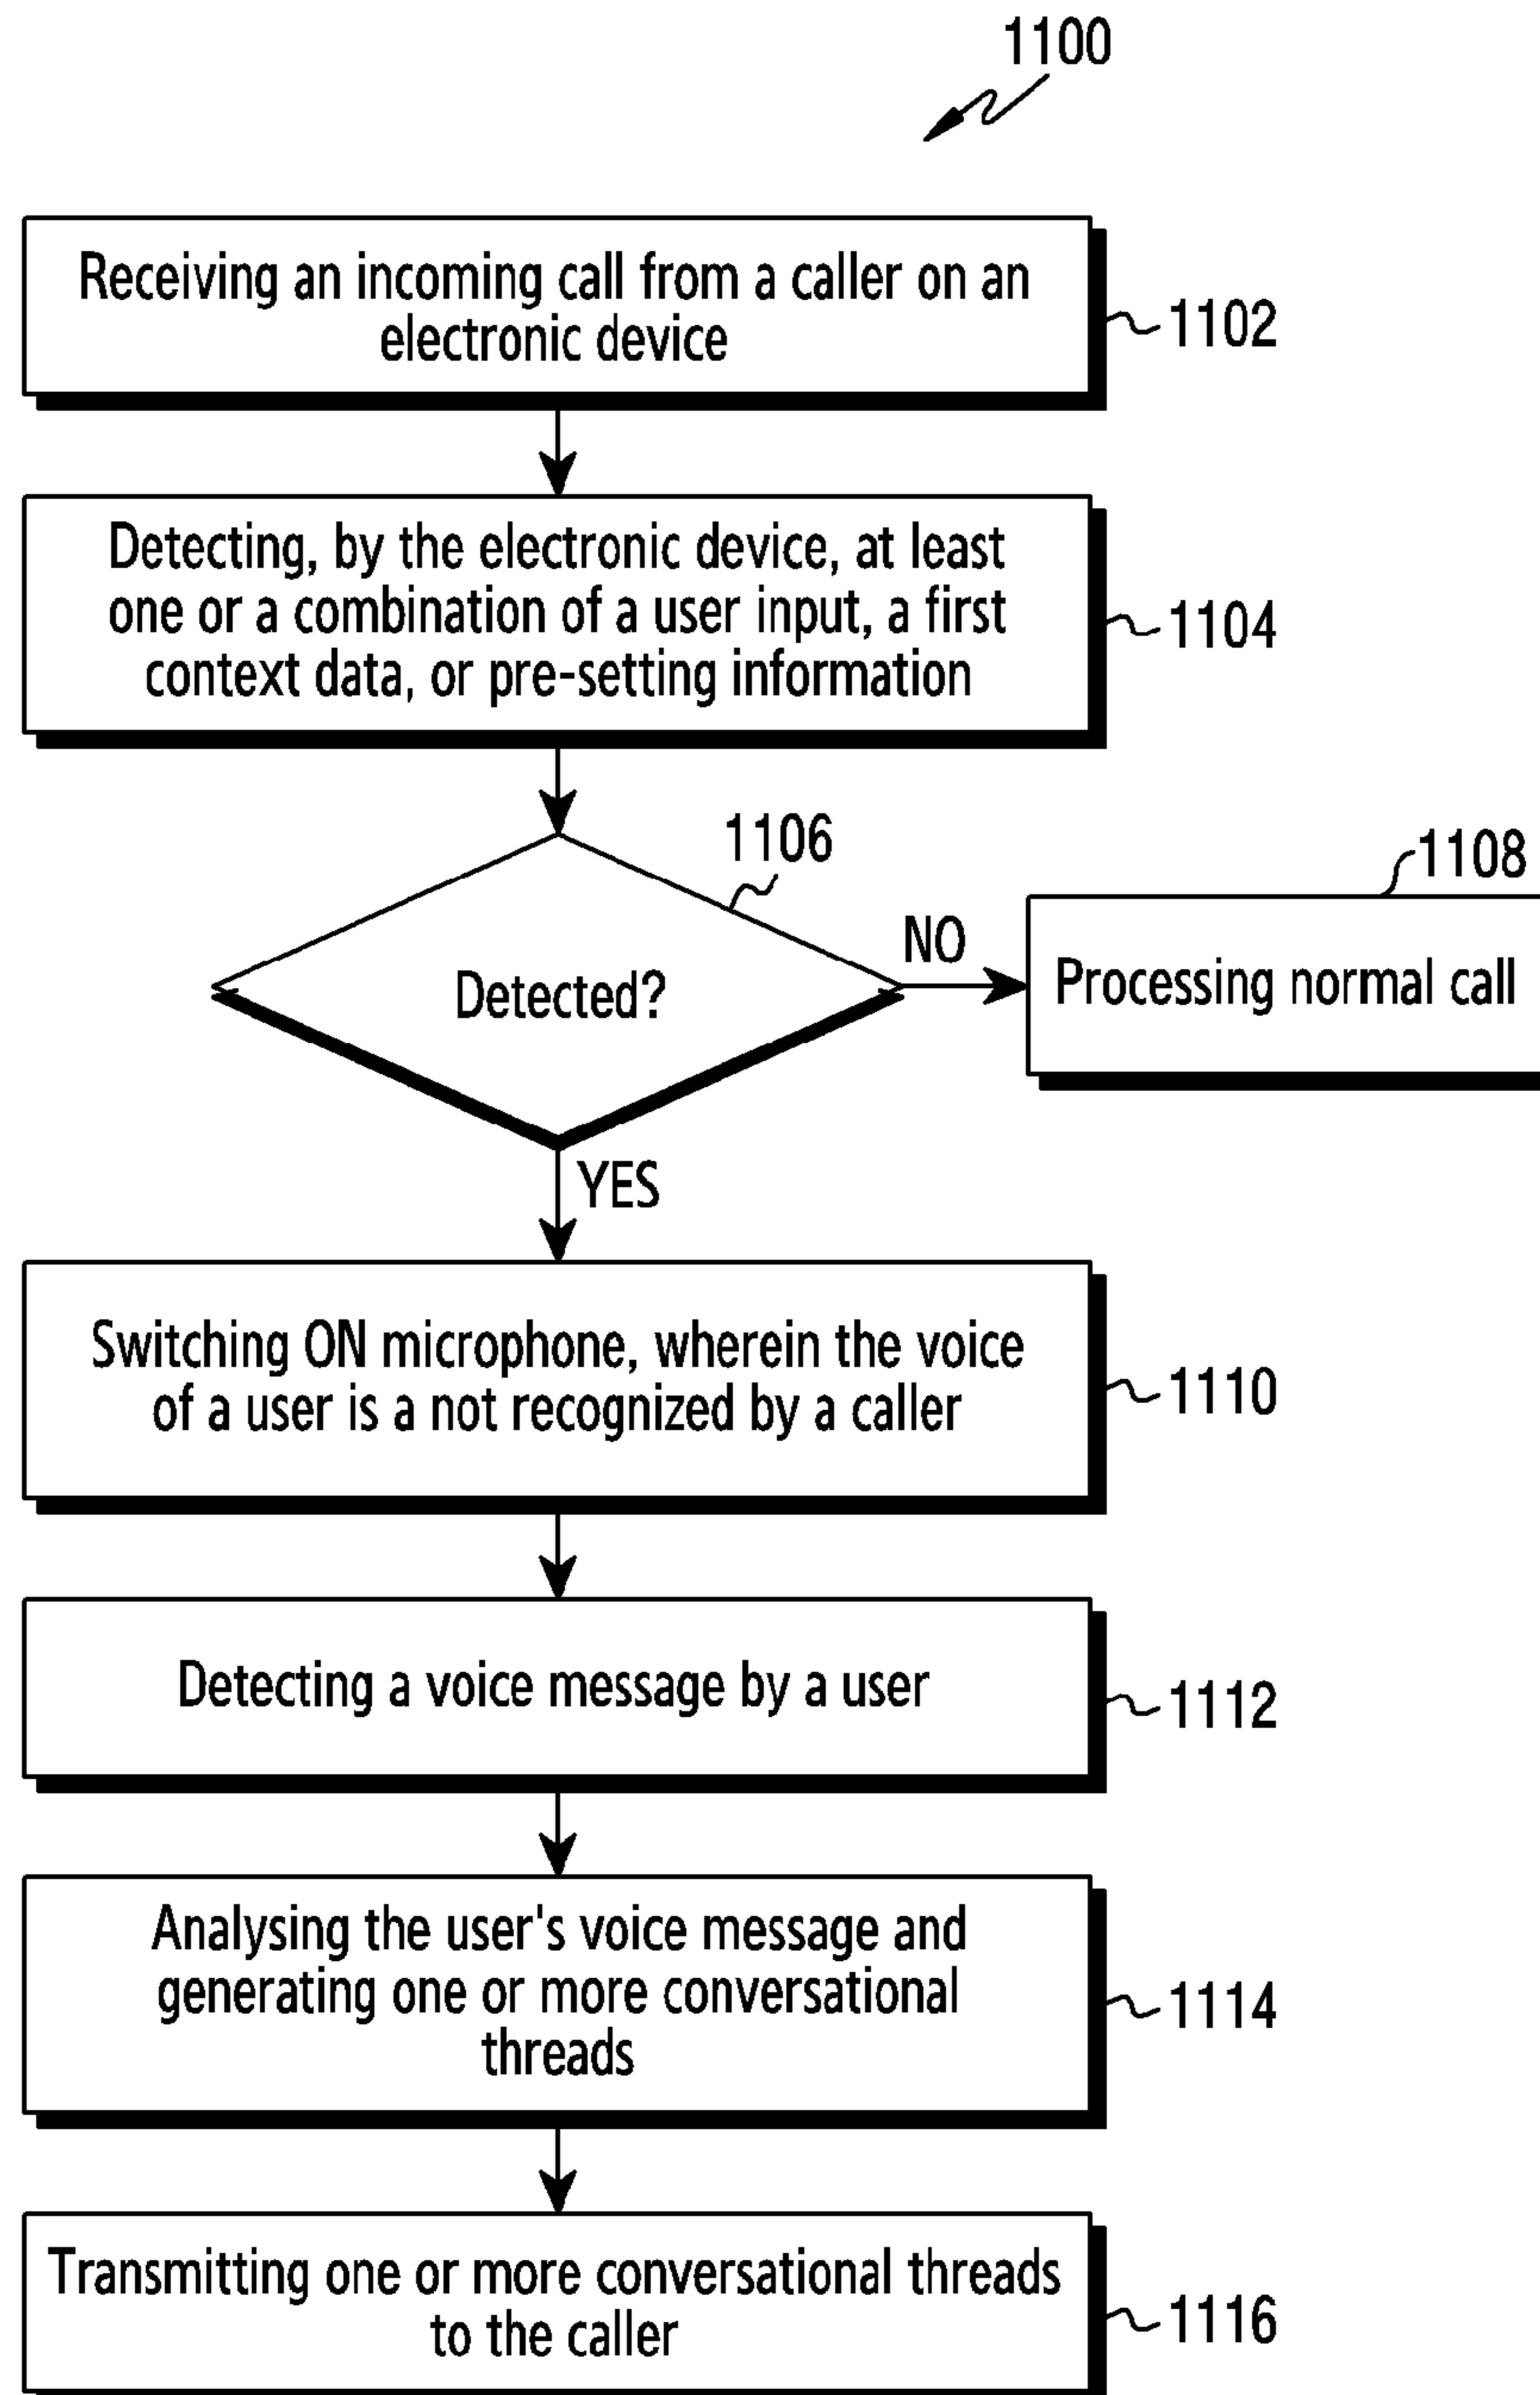 1100
Receiving an incoming call from a caller on an
electronic device
1102
Detecting, by the electronic device, at least
one or a combination of a user input, a first
context data, or pre-setting information
1104
1106
Detected?
NO
1108
Processing normal call
YES
Switching ON microphone, wherein the voice
of a user is a not recognized by a caller
1110
Detecting a voice message by a user
1112
Analysing the user's voice message and
generating one or more conversational
threads
1114
Transmitting one or more conversational threads
to the caller
1116